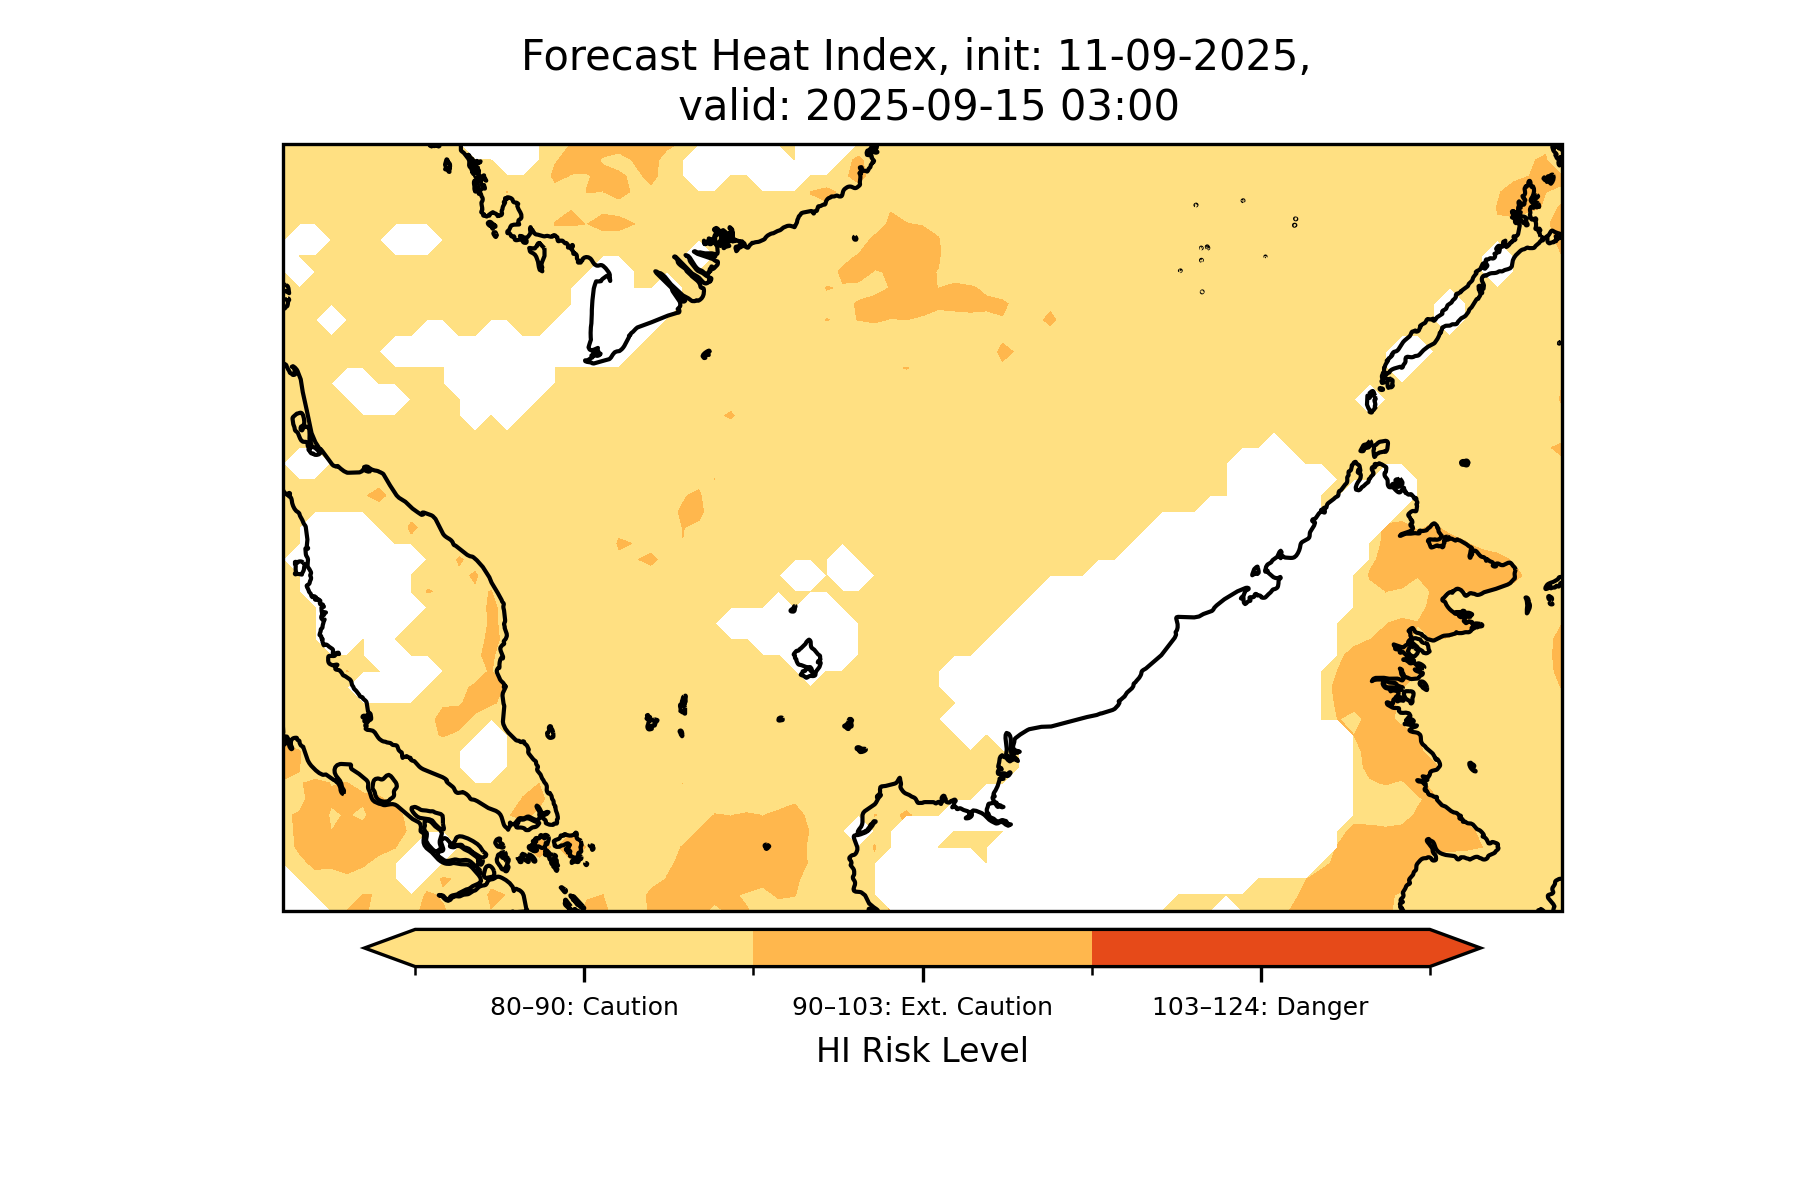 Forecast Heat Index, init: 11-09-2025,
valid: 2025-09-15 03:00
80–90: Caution
90–103: Ext. Caution
103–124: Danger
HI Risk Level